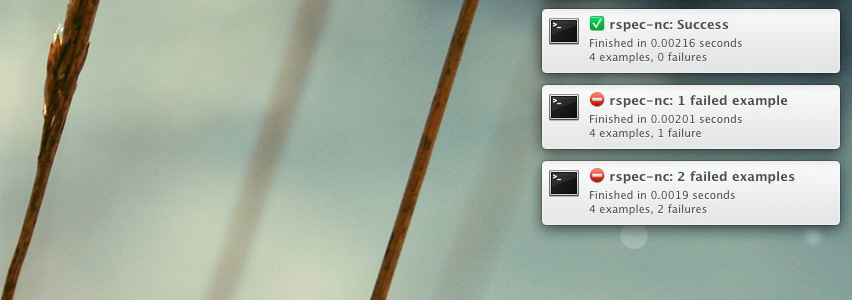 rspec-nc: Success
Finished in 0.00216 seconds
4 examples, 0 failures
rspec-nc: 1 failed example
Finished in 0.00201 seconds
4 examples, 1 failure
rspec-nc: 2 failed examples
Finished in 0.0019 seconds
4 examples, 2 failures